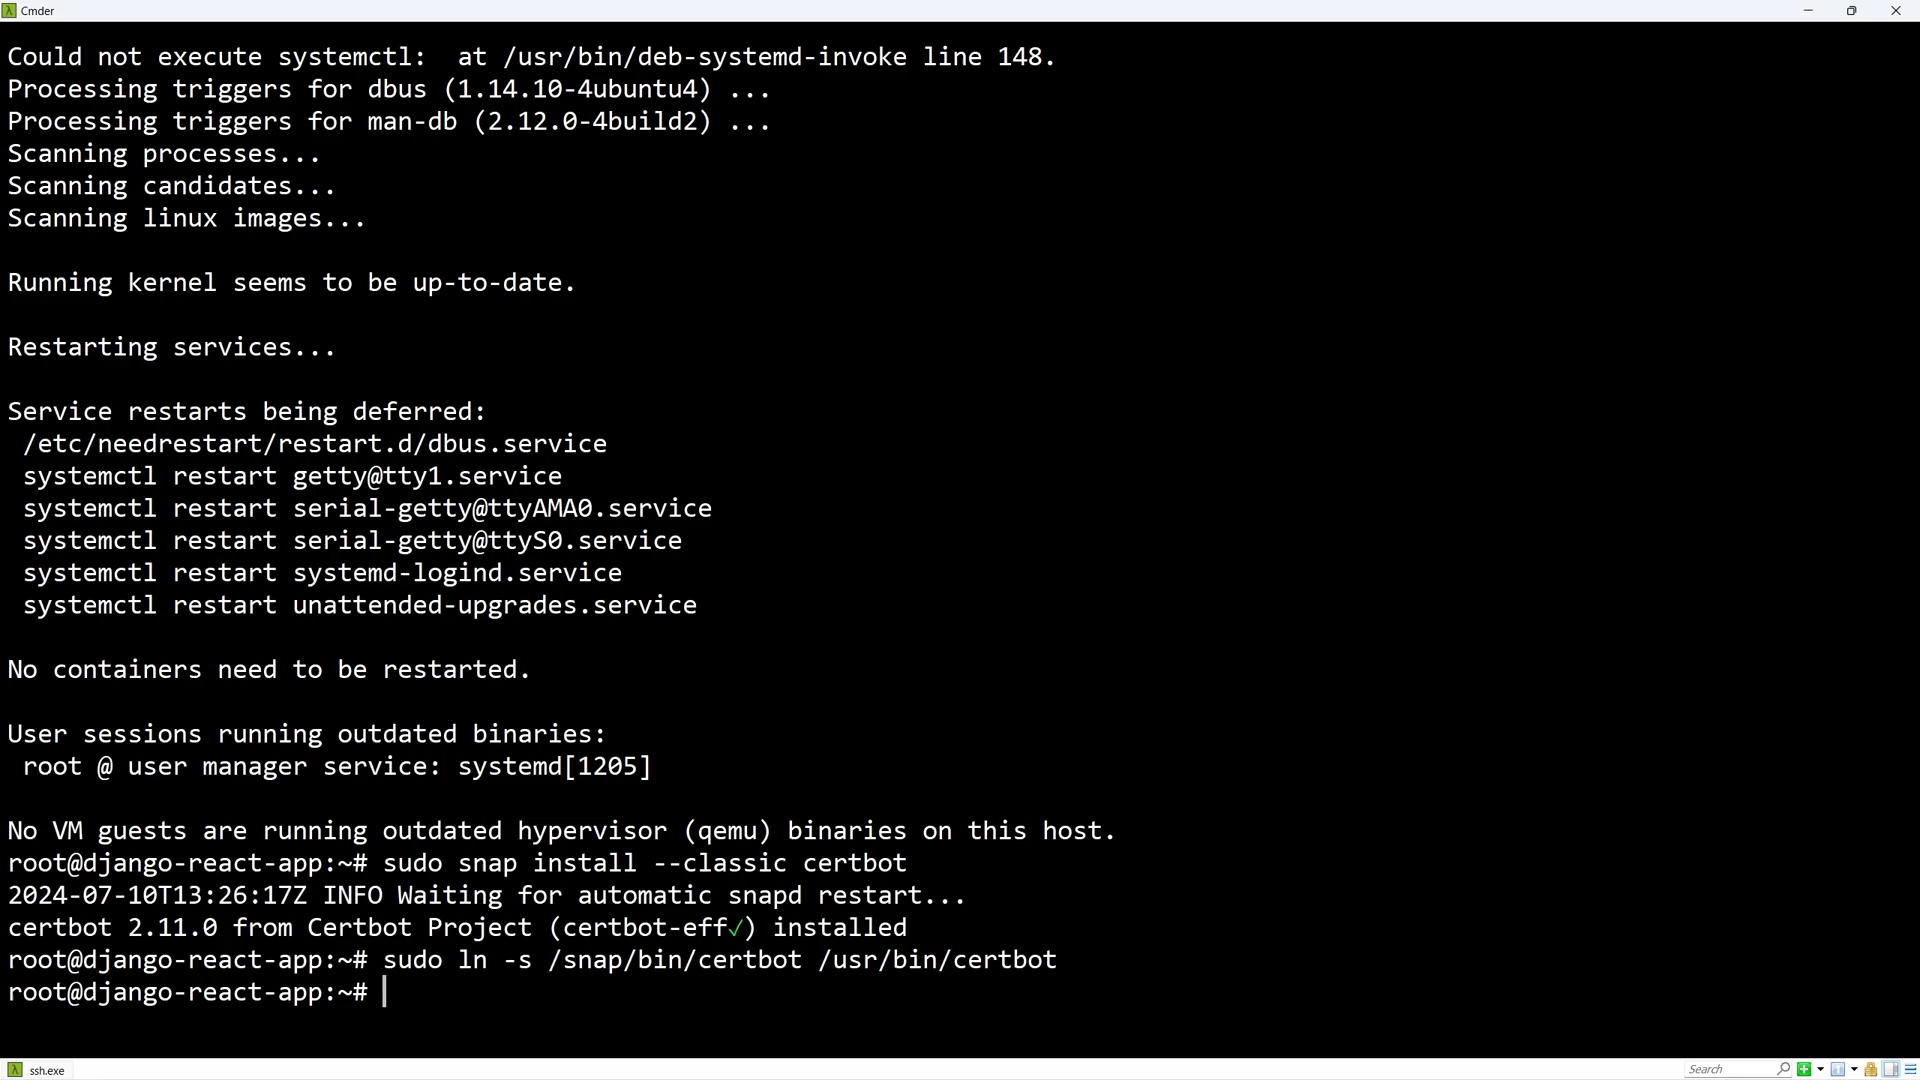 Cmder
Could not execute systemctl:  at /usr/bin/deb-systemd-invoke line 148.
Processing triggers for dbus (1.14.10-4ubuntu4) ...
Processing triggers for man-db (2.12.0-4build2) ...
Scanning processes...
Scanning candidates...
Scanning linux images...
Running kernel seems to be up-to-date.
Restarting services...
Service restarts being deferred:
 /etc/needrestart/restart.d/dbus.service
 systemctl restart getty@tty1.service
 systemctl restart serial-getty@ttyAMA0.service
 systemctl restart serial-getty@ttyS0.service
 systemctl restart systemd-logind.service
 systemctl restart unattended-upgrades.service
No containers need to be restarted.
User sessions running outdated binaries:
 root @ user manager service: systemd[1205]
No VM guests are running outdated hypervisor (qemu) binaries on this host.
root@django-react-app:~# sudo snap install --classic certbot
2024-07-10T13:26:17Z INFO Waiting for automatic snapd restart...
certbot 2.11.0 from Certbot Project (certbot-eff✓) installed
root@django-react-app:~# sudo ln -s /snap/bin/certbot /usr/bin/certbot
root@django-react-app:~#
ssh.exe
Search